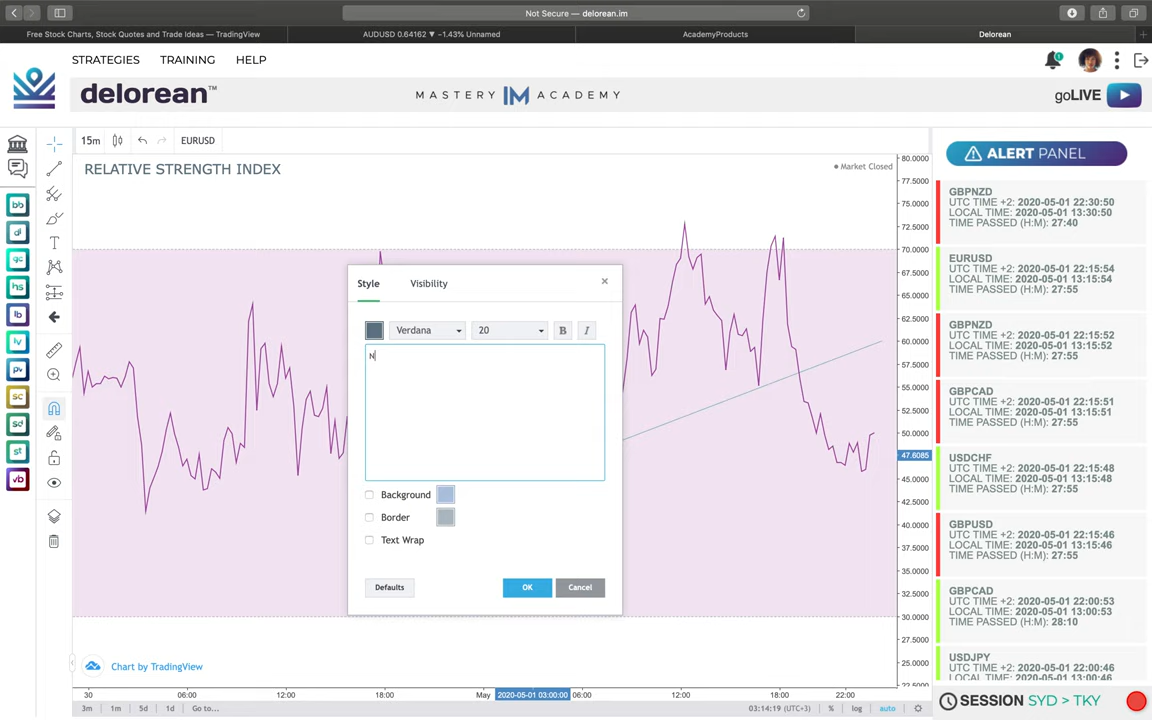 Not Secure — delorean.im
Free Stock Charts, Stock Quotes and Trade Ideas — TradingView
AUDUSD 0.64162 ▼ −1.43% Unnamed
AcademyProducts
Delorean
STRATEGIES
TRAINING
HELP
1
delorean™
MASTERY IM ACADEMY
goLIVE
15m
EURUSD
RELATIVE STRENGTH INDEX
Market Closed
80.0000
77.5000
75.0000
72.5000
70.0000
67.5000
65.0000
62.5000
60.0000
57.5000
55.0000
52.5000
50.0000
47.6085
45.0000
42.5000
40.0000
37.5000
35.0000
32.5000
30.0000
27.5000
25.0000
22.5000
bb
di
gc
hs
lb
lv
pv
sc
sd
st
vb
T
Style
Visibility
×
Verdana
20
B
I
N
Background
Border
Text Wrap
Defaults
OK
Cancel
Chart by TradingView
30
06:00
12:00
18:00
May
2020-05-01 03:00:00
06:00
12:00
18:00
22:00
3m
1m
5d
1d
Go to...
03:14:19 (UTC+3)
%
log
auto
ALERT PANEL
GBPNZD
UTC TIME +2: 2020-05-01 22:30:50
LOCAL TIME: 2020-05-01 13:30:50
TIME PASSED (H:M): 27:40
EURUSD
UTC TIME +2: 2020-05-01 22:15:54
LOCAL TIME: 2020-05-01 13:15:54
TIME PASSED (H:M): 27:55
GBPNZD
UTC TIME +2: 2020-05-01 22:15:52
LOCAL TIME: 2020-05-01 13:15:52
TIME PASSED (H:M): 27:55
GBPCAD
UTC TIME +2: 2020-05-01 22:15:51
LOCAL TIME: 2020-05-01 13:15:51
TIME PASSED (H:M): 27:55
USDCHF
UTC TIME +2: 2020-05-01 22:15:48
LOCAL TIME: 2020-05-01 13:15:48
TIME PASSED (H:M): 27:55
GBPUSD
UTC TIME +2: 2020-05-01 22:15:46
LOCAL TIME: 2020-05-01 13:15:46
TIME PASSED (H:M): 27:55
GBPCAD
UTC TIME +2: 2020-05-01 22:00:53
LOCAL TIME: 2020-05-01 13:00:53
TIME PASSED (H:M): 28:10
USDJPY
UTC TIME +2: 2020-05-01 22:00:46
LOCAL TIME: 2020-05-01 13:00:46
SESSION SYD > TKY